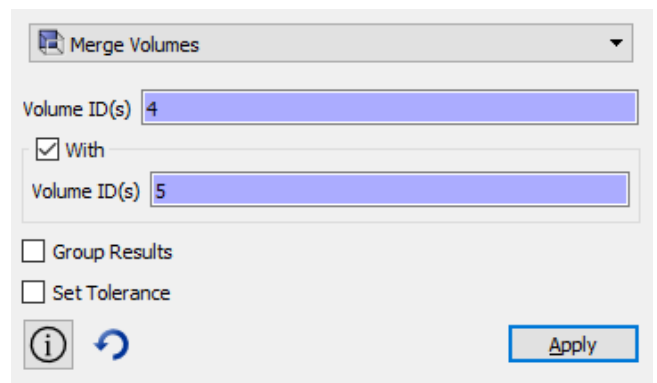 Merge Volumes
Volume ID(s) 4
With
Volume ID(s) 5
Group Results
Set Tolerance
Apply